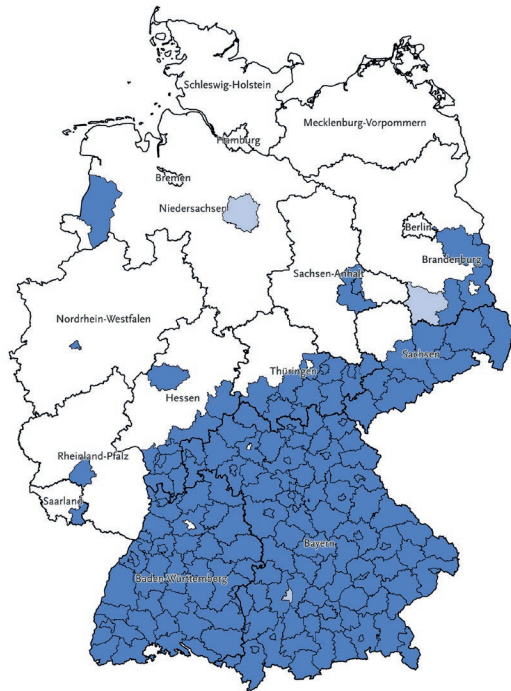 Schleswig-Holstein
Mecklenburg-Vorpommern
Hamburg
Bremen
Niedersachsen
Berlin
Brandenburg
Sachsen-Anhalt
Nordrhein-Westfalen
Sachsen
Thüringen
Hessen
Rheinland-Pfalz
Saarland
Bayern
Baden-Württemberg